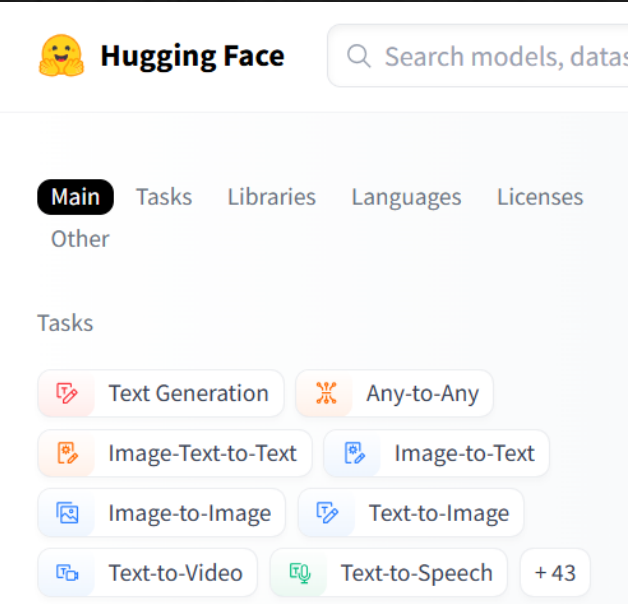 Hugging Face
Search models, datas
Main Tasks Libraries Languages Licenses
Other
Tasks
Text Generation Any-to-Any
Image-Text-to-Text Image-to-Text
Image-to-Image Text-to-Image
Text-to-Video Text-to-Speech + 43